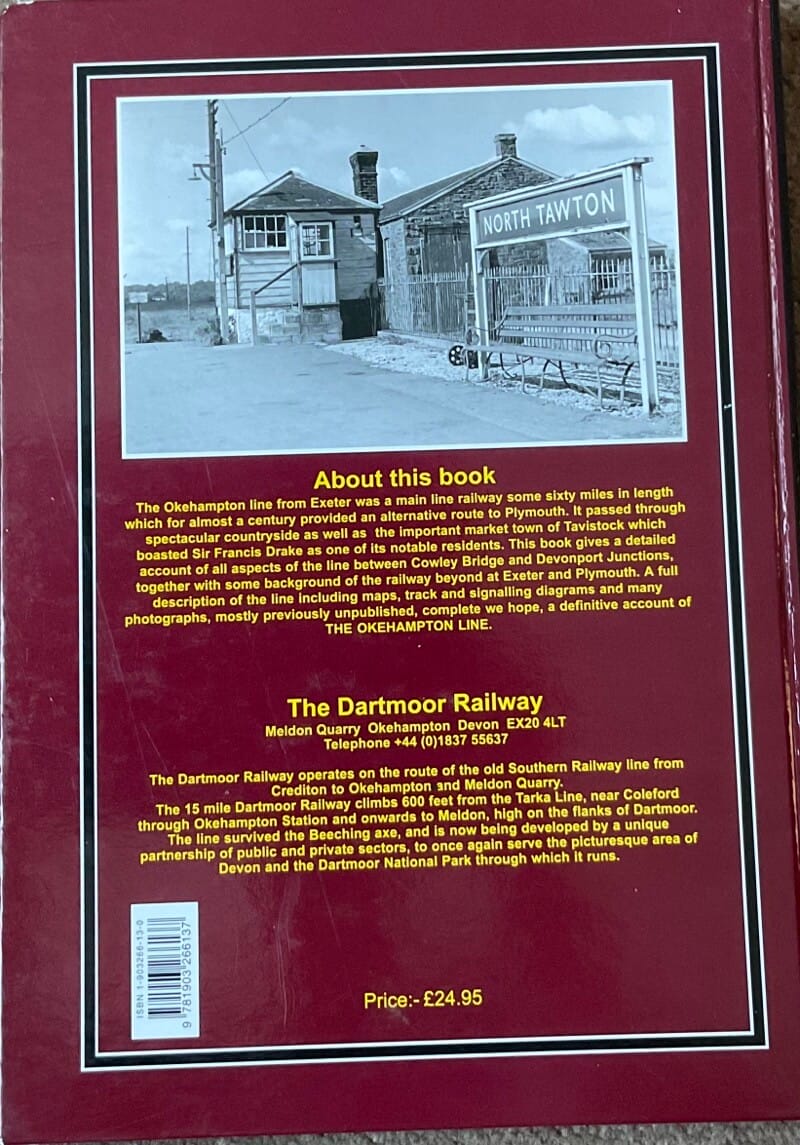 NORTH TAWTON
About this book
The Okehampton line from Exeter was a main line railway some sixty miles in length
which for almost a century provided an alternative route to Plymouth. It passed through
spectacular countryside as well as the important market town of Tavistock which
boasted Sir Francis Drake as one of its notable residents. This book gives a detailed
account of all aspects of the line between Cowley Bridge and Devonport Junctions,
together with some background of the railway beyond at Exeter and Plymouth. A full
description of the line including maps, track and signalling diagrams and many
photographs, mostly previously unpublished, complete we hope, a definitive account of
THE OKEHAMPTON LINE.
The Dartmoor Railway
Meldon Quarry Okehampton Devon EX20 4LT
Telephone +44 (0)1837 55637
The Dartmoor Railway operates on the route of the old Southern Railway line from
Crediton to Okehampton and Meldon Quarry.
The 15 mile Dartmoor Railway climbs 600 feet from the Tarka Line, near Coleford
through Okehampton Station and onwards to Meldon, high on the flanks of Dartmoor.
The line survived the Beeching axe, and is now being developed by a unique
partnership of public and private sectors, to once again serve the picturesque area of
Devon and the Dartmoor National Park through which it runs.
ISBN 1-903266-13-0
9 781903 266137
Price:- £24.95